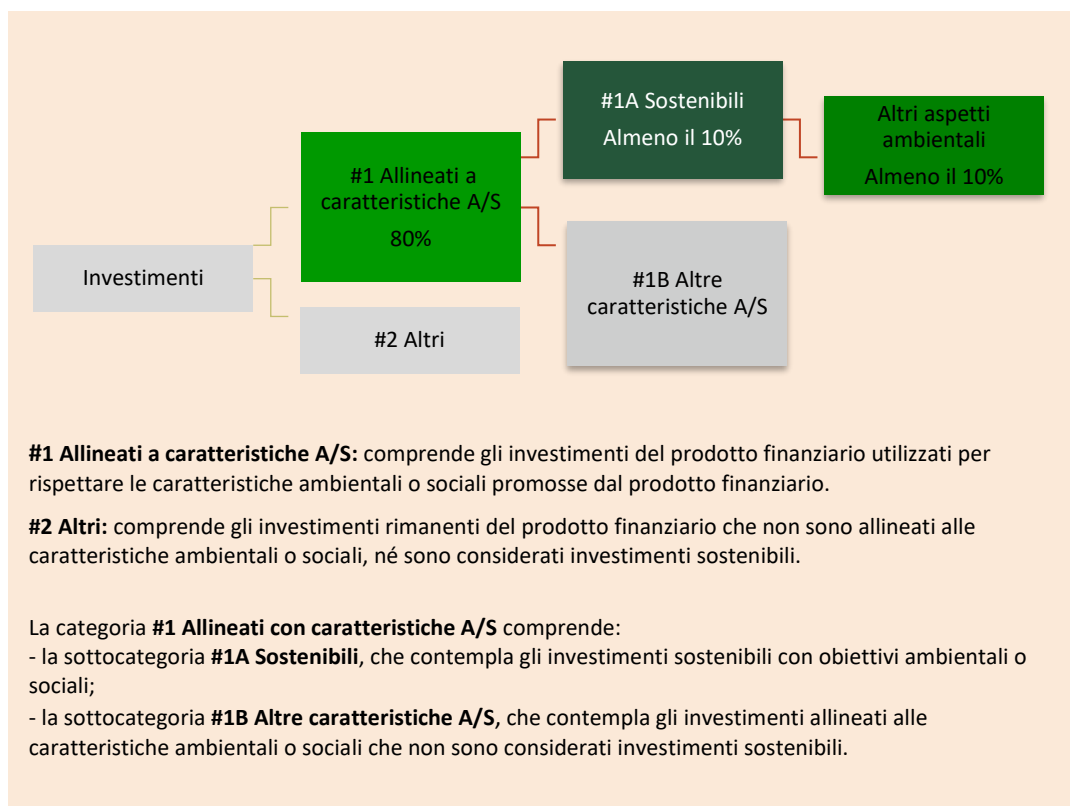 #1A Sostenibili
Almeno il 10%
Altri aspetti
ambientali
Almeno il 10%
#1 Allineati a
caratteristiche A/S
80%
Investimenti
#1B Altre
caratteristiche A/S
#2 Altri
#1 Allineati a caratteristiche A/S: comprende gli investimenti del prodotto finanziario utilizzati per
rispettare le caratteristiche ambientali o sociali promosse dal prodotto finanziario.
#2 Altri: comprende gli investimenti rimanenti del prodotto finanziario che non sono allineati alle
caratteristiche ambientali o sociali, né sono considerati investimenti sostenibili.
La categoria #1 Allineati con caratteristiche A/S comprende:
- la sottocategoria #1A Sostenibili, che contempla gli investimenti sostenibili con obiettivi ambientali o
sociali;
- la sottocategoria #1B Altre caratteristiche A/S, che contempla gli investimenti allineati alle
caratteristiche ambientali o sociali che non sono considerati investimenti sostenibili.